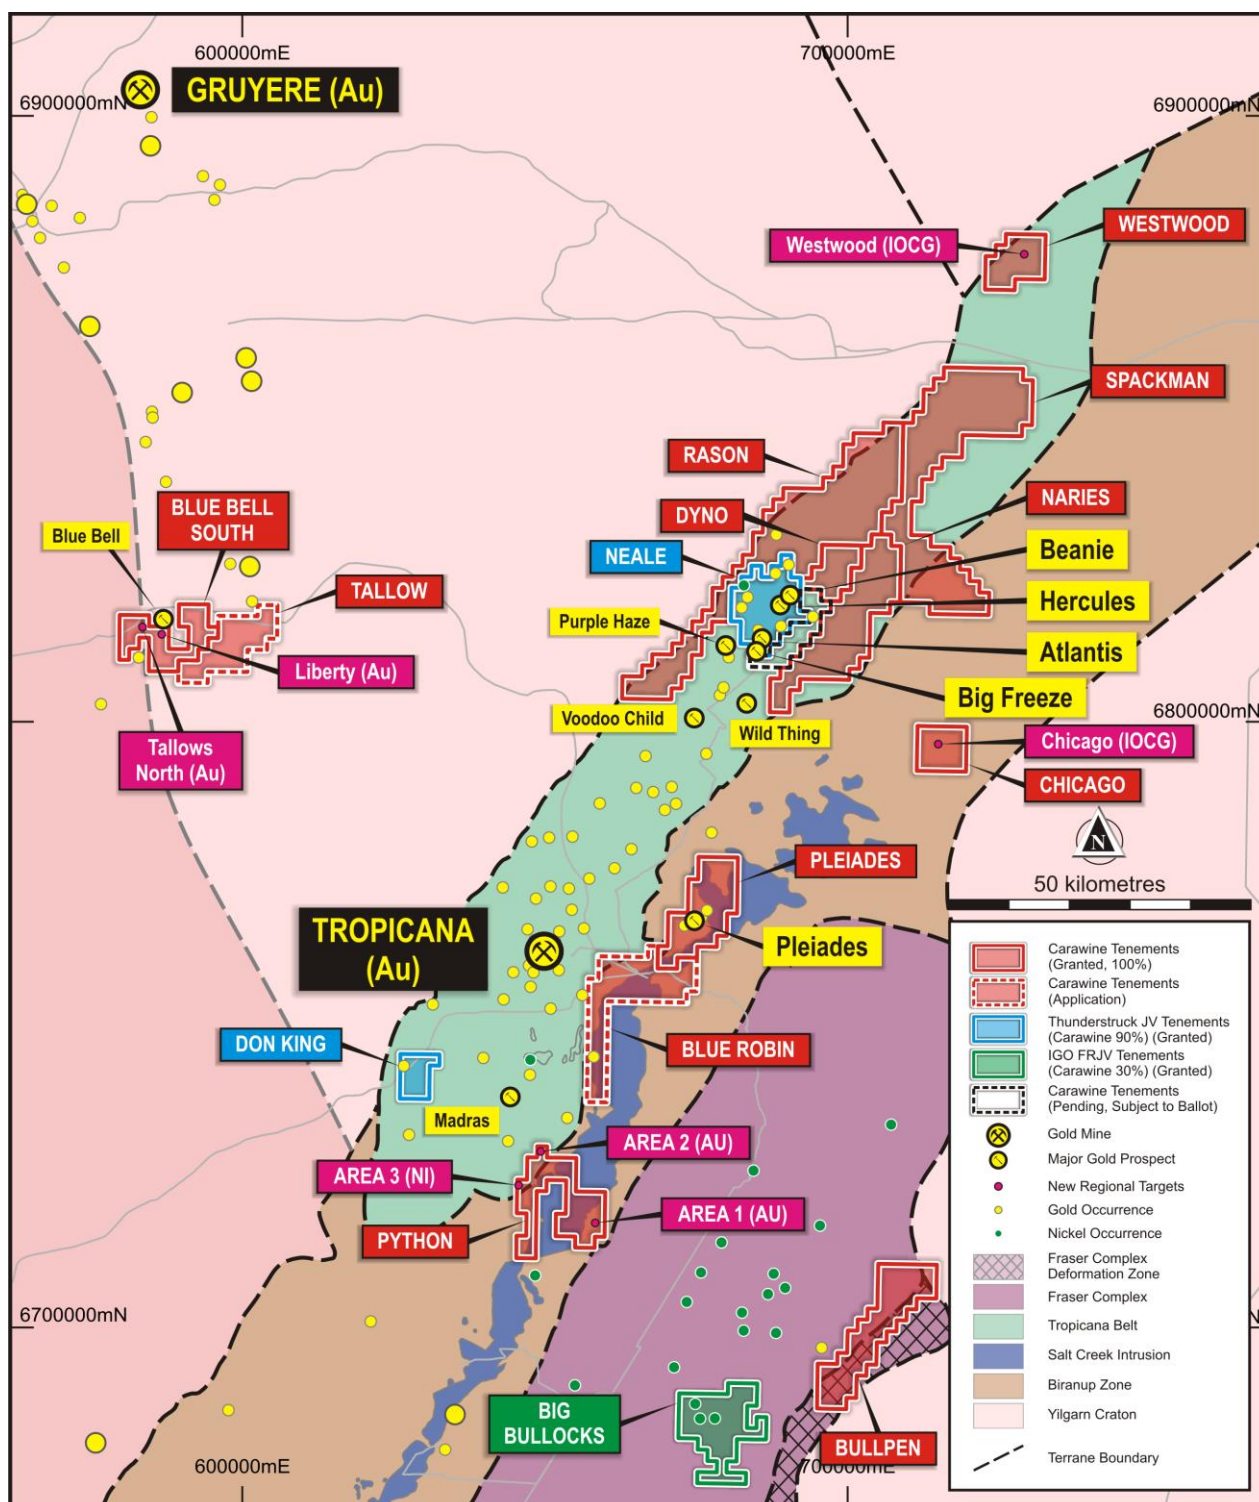 600000mE
700000mE
GRUYERE (Au)
6900000mN
6900000mN
Westwood (IOCG)
WESTWOOD
SPACKMAN
RASON
NARIES
DYNO
BLUE BELL
SOUTH
Blue Bell
NEALE
Beanie
TALLOW
Hercules
Purple Haze
Atlantis
Liberty (Au)
Big Freeze
Voodoo Child
Wild Thing
6800000mN
Tallows
North (Au)
Chicago (IOCG)
CHICAGO
N
PLEIADES
50 kilometres
TROPICANA
(Au)
Pleiades
DON KING
BLUE ROBIN
Madras
AREA 2 (AU)
AREA 3 (NI)
AREA 1 (AU)
PYTHON
6700000mN
BIG
BULLOCKS
BULLPEN
600000mE
700000mE
Carawine Tenements
(Granted, 100%)
Carawine Tenements
(Application)
Thunderstruck JV Tenements
(Carawine 90%) (Granted)
IGO FRJV Tenements
(Carawine 30%) (Granted)
Carawine Tenements
(Pending, Subject to Ballot)
Gold Mine
Major Gold Prospect
New Regional Targets
Gold Occurrence
Nickel Occurrence
Fraser Complex
Deformation Zone
Fraser Complex
Tropicana Belt
Salt Creek Intrusion
Biranup Zone
Yilgarn Craton
Terrane Boundary